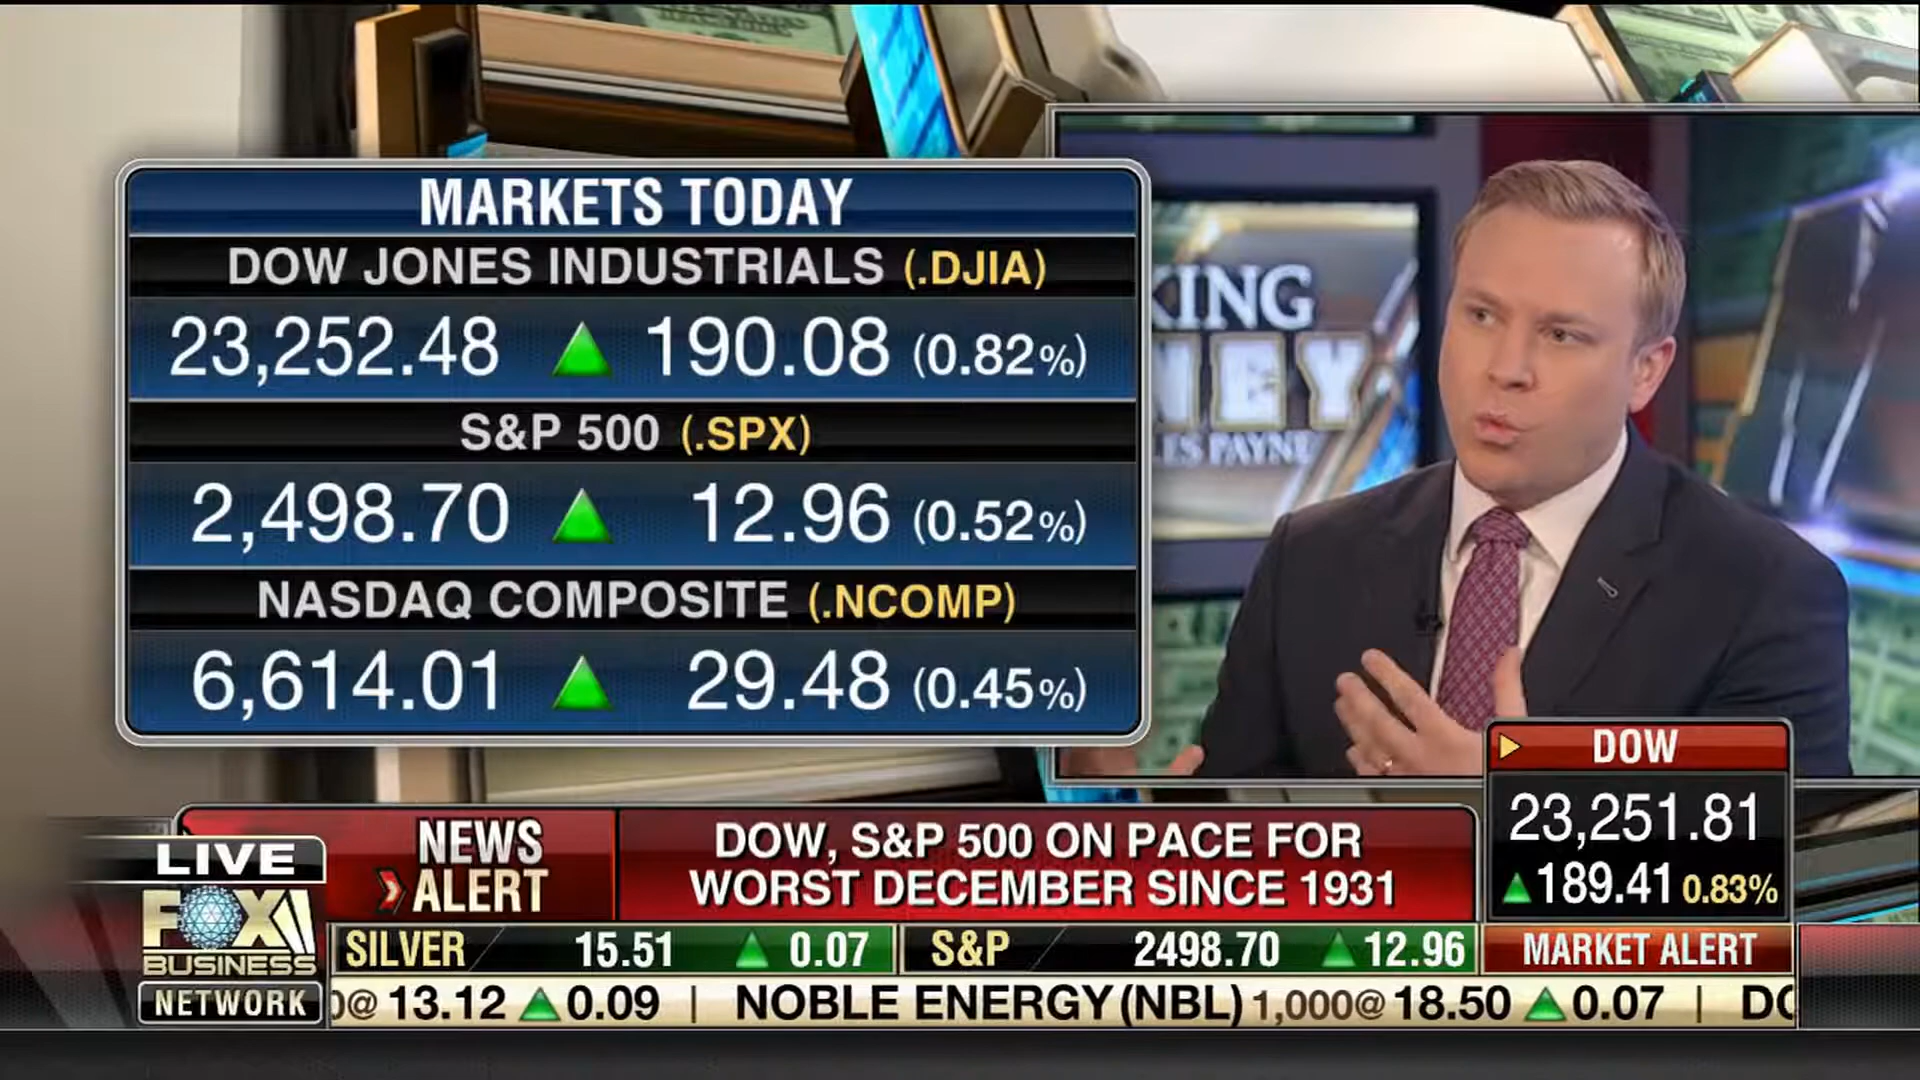 MARKETS TODAY
DOW JONES INDUSTRIALS (.DJIA)
23,252.48 ▲ 190.08 (0.82%)
S&P 500 (.SPX)
2,498.70 ▲ 12.96 (0.52%)
NASDAQ COMPOSITE (.NCOMP)
6,614.01 ▲ 29.48 (0.45%)
KING
NEY
LES PAYNE
DOW
23,251.81
▲189.41 0.83%
MARKET ALERT
NEWS
ALERT
DOW, S&P 500 ON PACE FOR
WORST DECEMBER SINCE 1931
LIVE
FOX
BUSINESS
NETWORK
SILVER 15.51 ▲ 0.07
S&P 2498.70 ▲12.96
0@ 13.12 ▲0.09 | NOBLE ENERGY (NBL) 1,000@ 18.50 ▲0.07 | DO